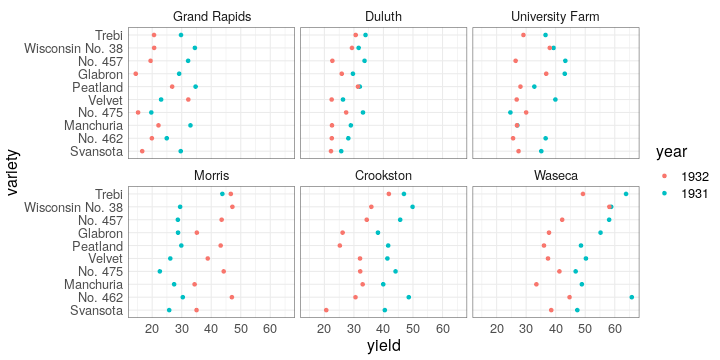 Grand Rapids Duluth University Farm
Trebi
Wisconsin No. 38
No. 457
Glabron
Peatland
Velvet
No. 475
Manchuria
No. 462
Svansota
Morris Crookston Waseca
Trebi
Wisconsin No. 38
No. 457
Glabron
Peatland
Velvet
No. 475
Manchuria
No. 462
Svansota
20 30 40 50 60 20 30 40 50 60 20 30 40 50 60
yield
variety
year
1932
1931